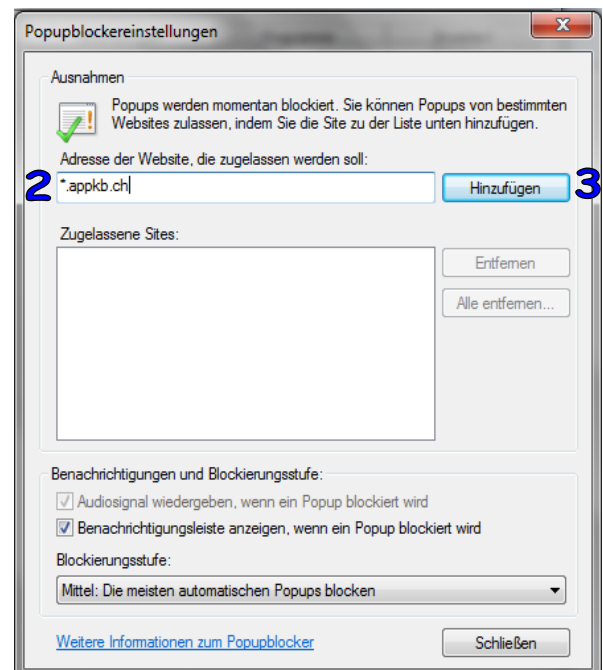 Popupblockereinstellungen
Ausnahmen
Popups werden momentan blockiert. Sie können Popups von bestimmten
Websites zulassen, indem Sie die Site zu der Liste unten hinzufügen.
Adresse der Website, die zugelassen werden soll:
2 *.appkb.ch Hinzufügen 3
Zugelassene Sites:
Entfernen
Alle entfernen...
Benachrichtigungen und Blockierungsstufe:
Audiosignal wiedergeben, wenn ein Popup blockiert wird
Benachrichtigungsleiste anzeigen, wenn ein Popup blockiert wird
Blockierungsstufe:
Mittel: Die meisten automatischen Popups blocken
Weitere Informationen zum Popupblocker Schließen